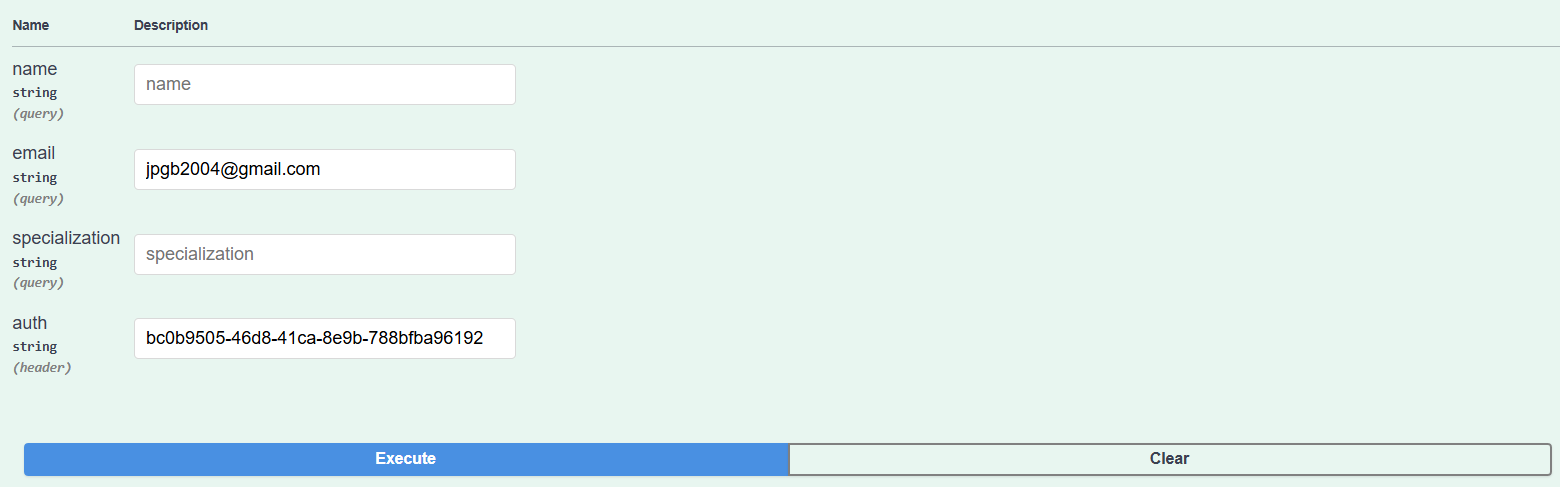 Name Description
name
string
(query)
name
email
string
(query)
jpgb2004@gmail.com
specialization
string
(query)
specialization
auth
string
(header)
bc0b9505-46d8-41ca-8e9b-788bfba96192
Execute Clear